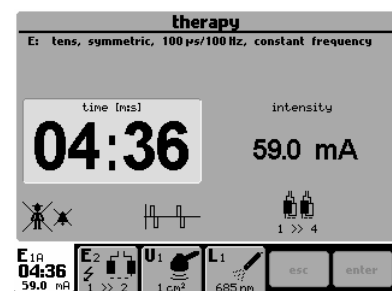 therapy
E: tens, symmetric, 100 µs/100 Hz, constant frequency
time [m:s]
intensity
04:36
59.0 mA
1 >> 4
E1A
04:36
59.0 mA
E2
1 >> 2
U1
1 cm²
L1
685 nm
esc
enter